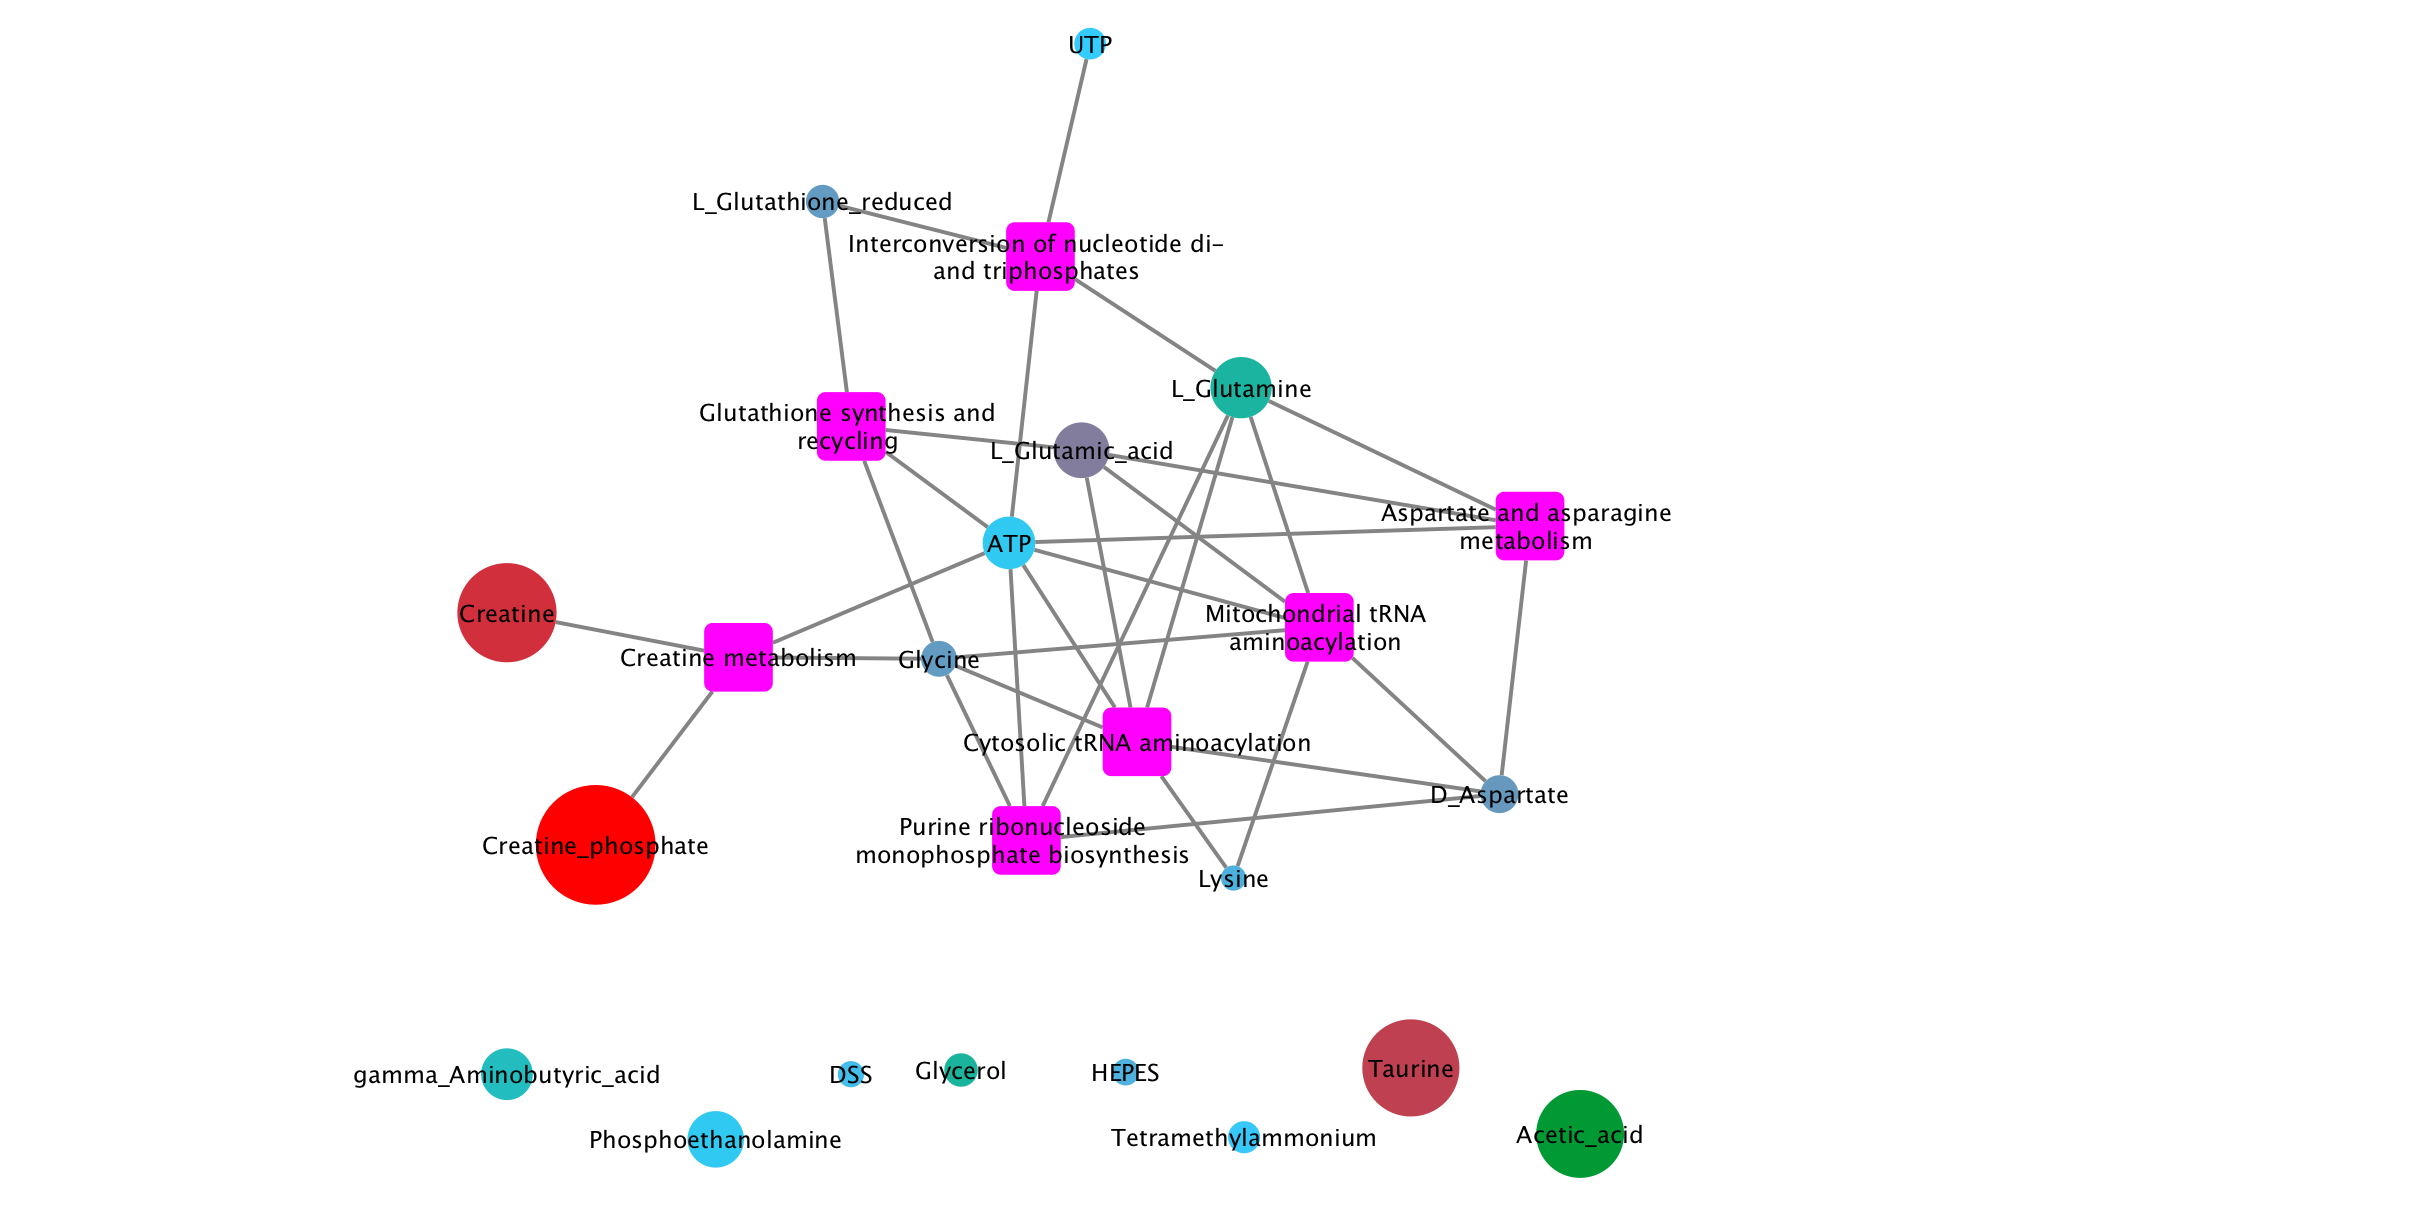 UTP
L_Glutathione_reduced
Interconversion of nucleotide di-
and triphosphates
L_Glutamine
Glutathione synthesis and
recycling
L_Glutamic_acid
Aspartate and asparagine
metabolism
ATP
Creatine
Mitochondrial tRNA
aminoacylation
Creatine metabolism
Glycine
Cytosolic tRNA aminoacylation
D_Aspartate
Purine ribonucleoside
monophosphate biosynthesis
Creatine_phosphate
Lysine
gamma_Aminobutyric_acid
DSS
Glycerol
HEPES
Taurine
Phosphoethanolamine
Tetramethylammonium
Acetic_acid